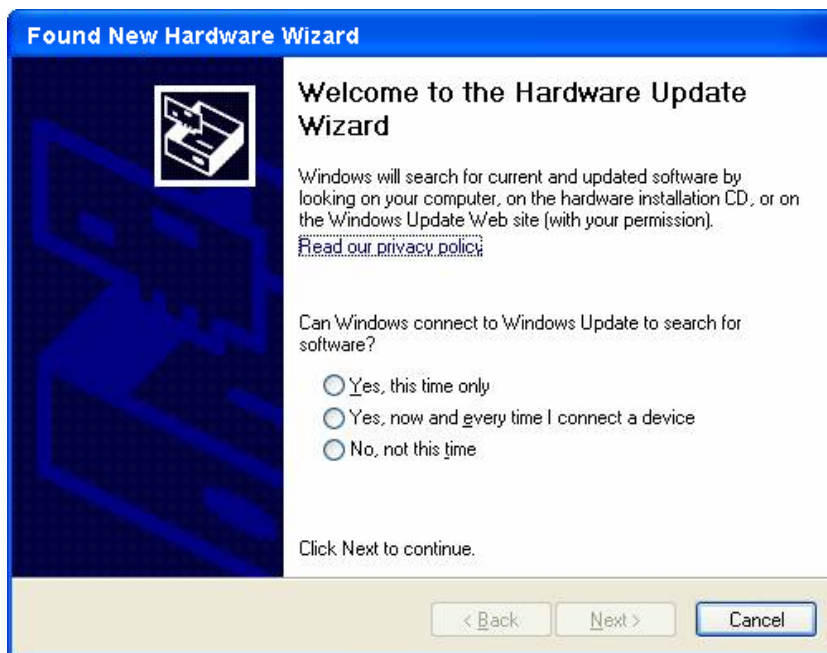 Found New Hardware Wizard
Welcome to the Hardware Update
Wizard
Windows will search for current and updated software by
looking on your computer, on the hardware installation CD, or on
the Windows Update Web site (with your permission).
Read our privacy policy
Can Windows connect to Windows Update to search for
software?
Yes, this time only
Yes, now and every time I connect a device
No, not this time
Click Next to continue.
< Back
Next >
Cancel